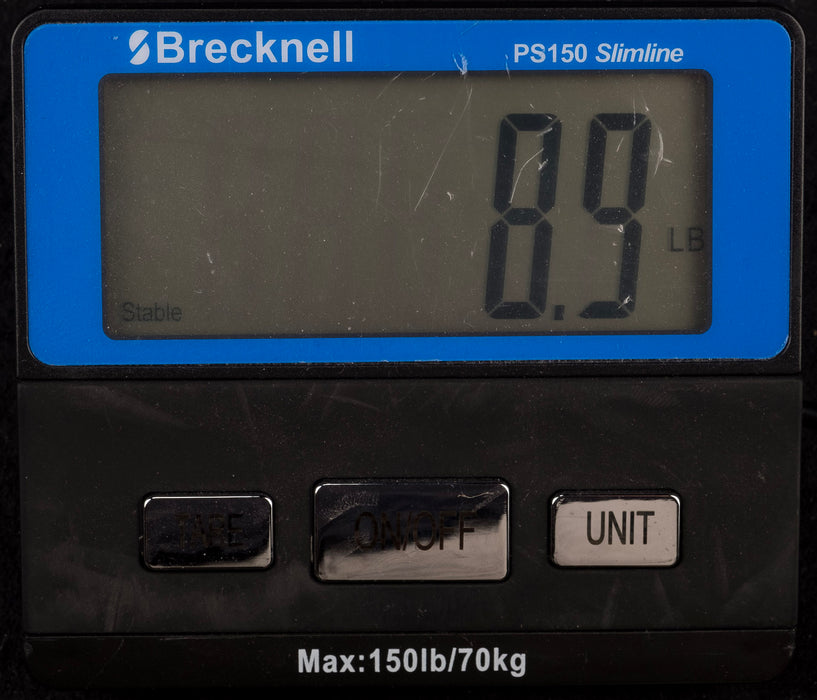 Brecknell
PS150 Slimline
8.9
LB
Stable
TARE
ON/OFF
UNIT
Max:150lb/70kg